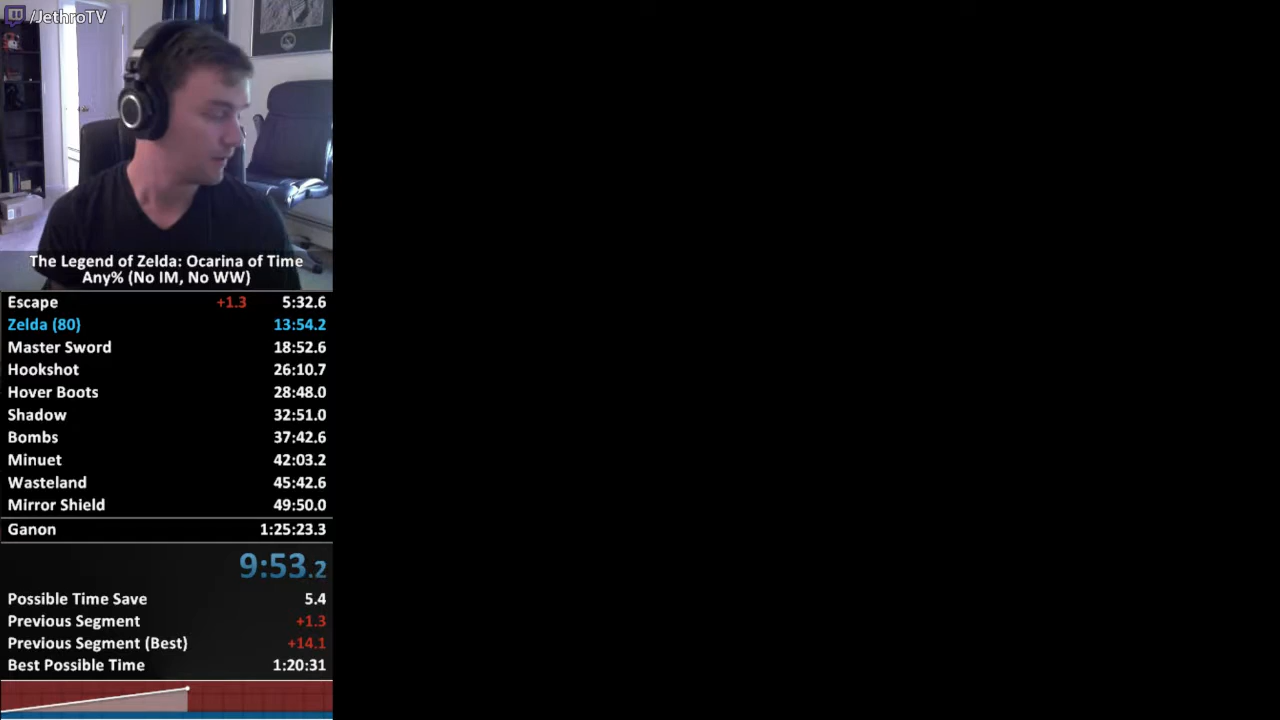 /JethroTV
The Legend of Zelda: Ocarina of Time
Any% (No IM, No WW)
Escape +1.3 5:32.6
Zelda (80) 13:54.2
Master Sword 18:52.6
Hookshot 26:10.7
Hover Boots 28:48.0
Shadow 32:51.0
Bombs 37:42.6
Minuet 42:03.2
Wasteland 45:42.6
Mirror Shield 49:50.0
Ganon 1:25:23.3
9:53.2
Possible Time Save 5.4
Previous Segment +1.3
Previous Segment (Best) +14.1
Best Possible Time 1:20:31